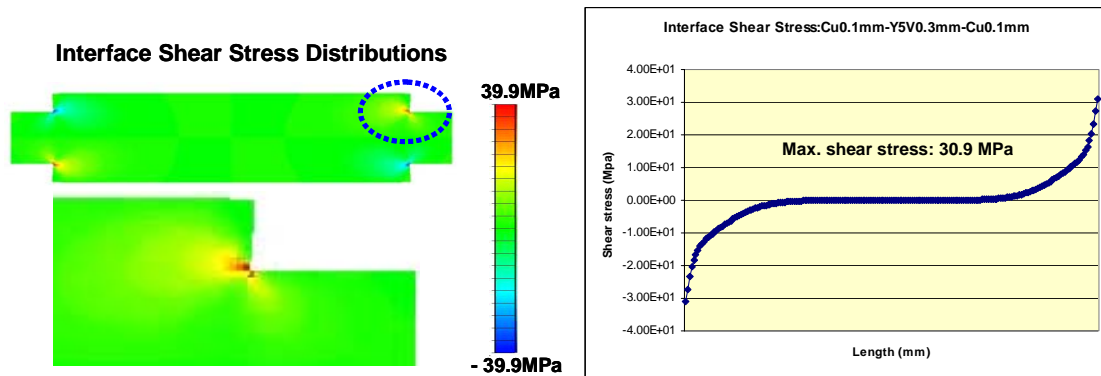 Interface Shear Stress Distributions
39.9MPa
- 39.9MPa
Interface Shear Stress:Cu0.1mm-Y5V0.3mm-Cu0.1mm
4.00E+01
3.00E+01
2.00E+01
1.00E+01
0.00E+00
-1.00E+01
-2.00E+01
-3.00E+01
-4.00E+01
Shear stress (Mpa)
Max. shear stress: 30.9 MPa
Length (mm)